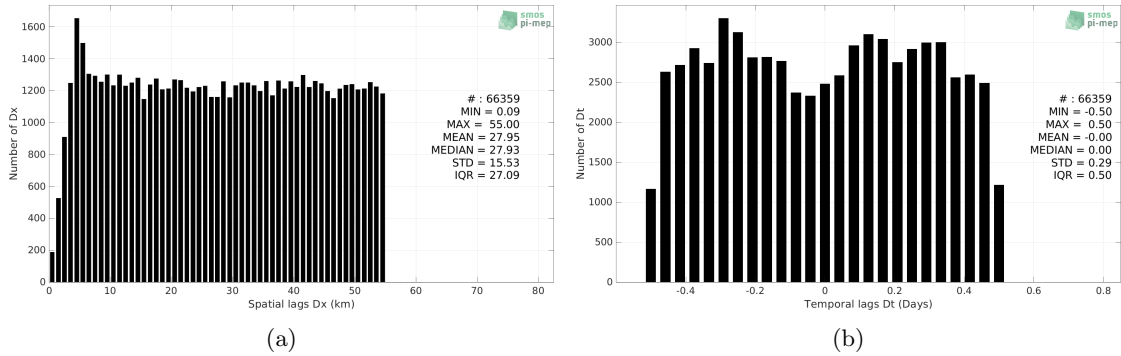 smos
pi-mep
1600
1400
1200
1000
800
600
400
200
0
Number of Dx
# : 66359
MIN = 0.09
MAX = 55.00
MEAN = 27.95
MEDIAN = 27.93
STD = 15.53
IQR = 27.09
0 10 20 30 40 50 60 70 80
Spatial lags Dx (km)
(a)
smos
pi-mep
3000
2500
2000
1500
1000
500
0
Number of Dt
# : 66359
MIN = -0.50
MAX = 0.50
MEAN = -0.00
MEDIAN = 0.00
STD = 0.29
IQR = 0.50
-0.4 -0.2 0 0.2 0.4 0.6 0.8
Temporal lags Dt (Days)
(b)